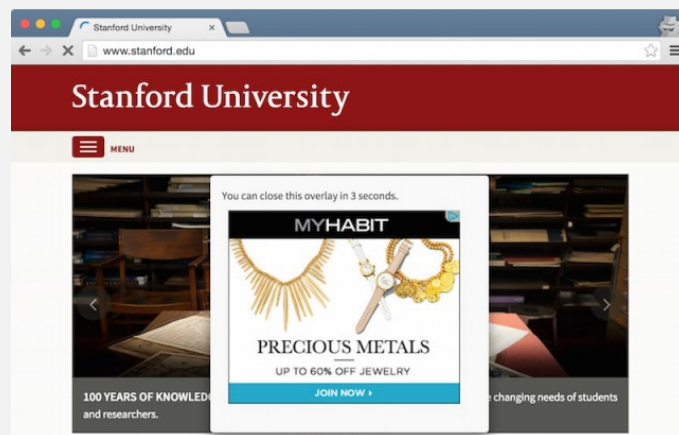 Stanford University
www.stanford.edu
Stanford University
MENU
You can close this overlay in 3 seconds.
MYHABIT
PRECIOUS METALS
UP TO 60% OFF JEWELRY
JOIN NOW ›
100 YEARS OF changing needs of students
and researchers.